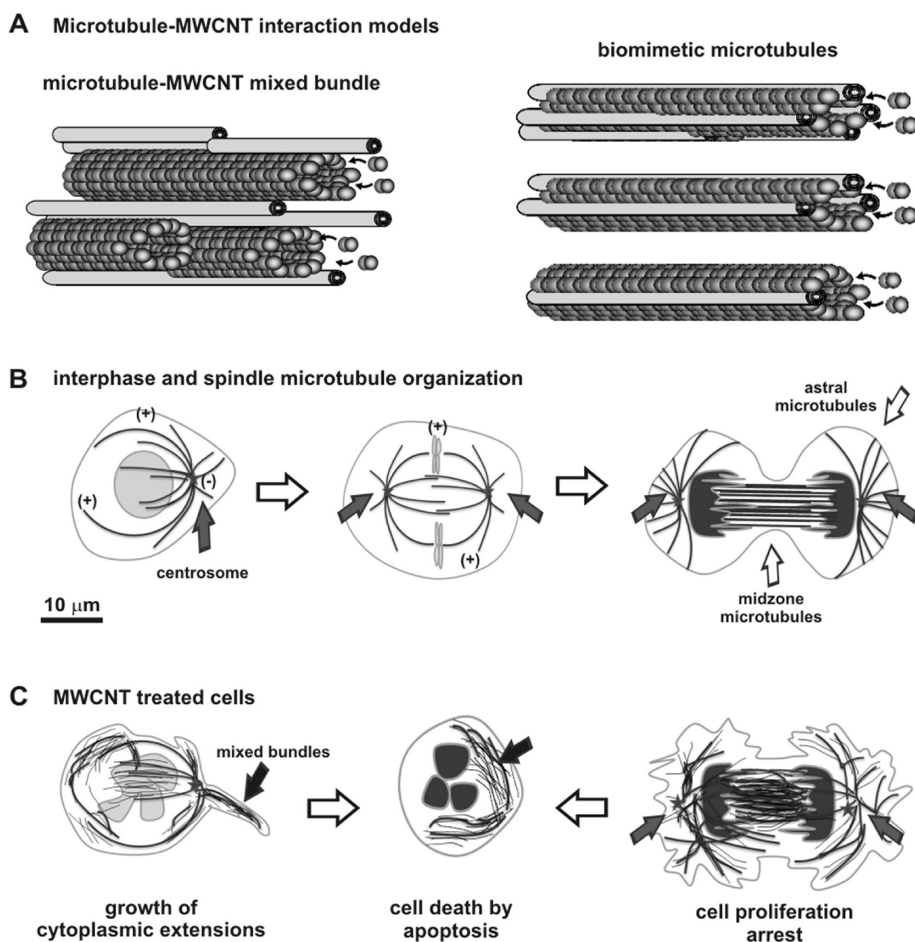 A Microtubule-MWCNT interaction models
microtubule-MWCNT mixed bundle
biomimetic microtubules
B interphase and spindle microtubule organization
(+)
(+)
(-)
centrosome
10 μm
(+)
(+)
astral
microtubules
midzone
microtubules
C MWCNT treated cells
mixed bundles
growth of
cytoplasmic extensions
cell death by
apoptosis
cell proliferation
arrest